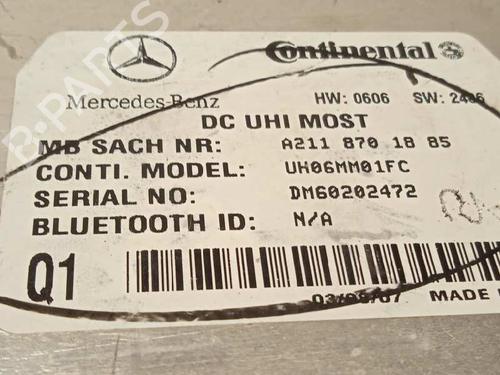 Continental
Mercedes-Benz
HW: 0606 SW: 2406
DC UHI MOST
MB SACH NR: A211 870 18 85
CONTI. MODEL: UH06MM01FC
SERIAL NO: DM60202472
BLUETOOTH ID: N/A
Q1
MADE
B-PARTS